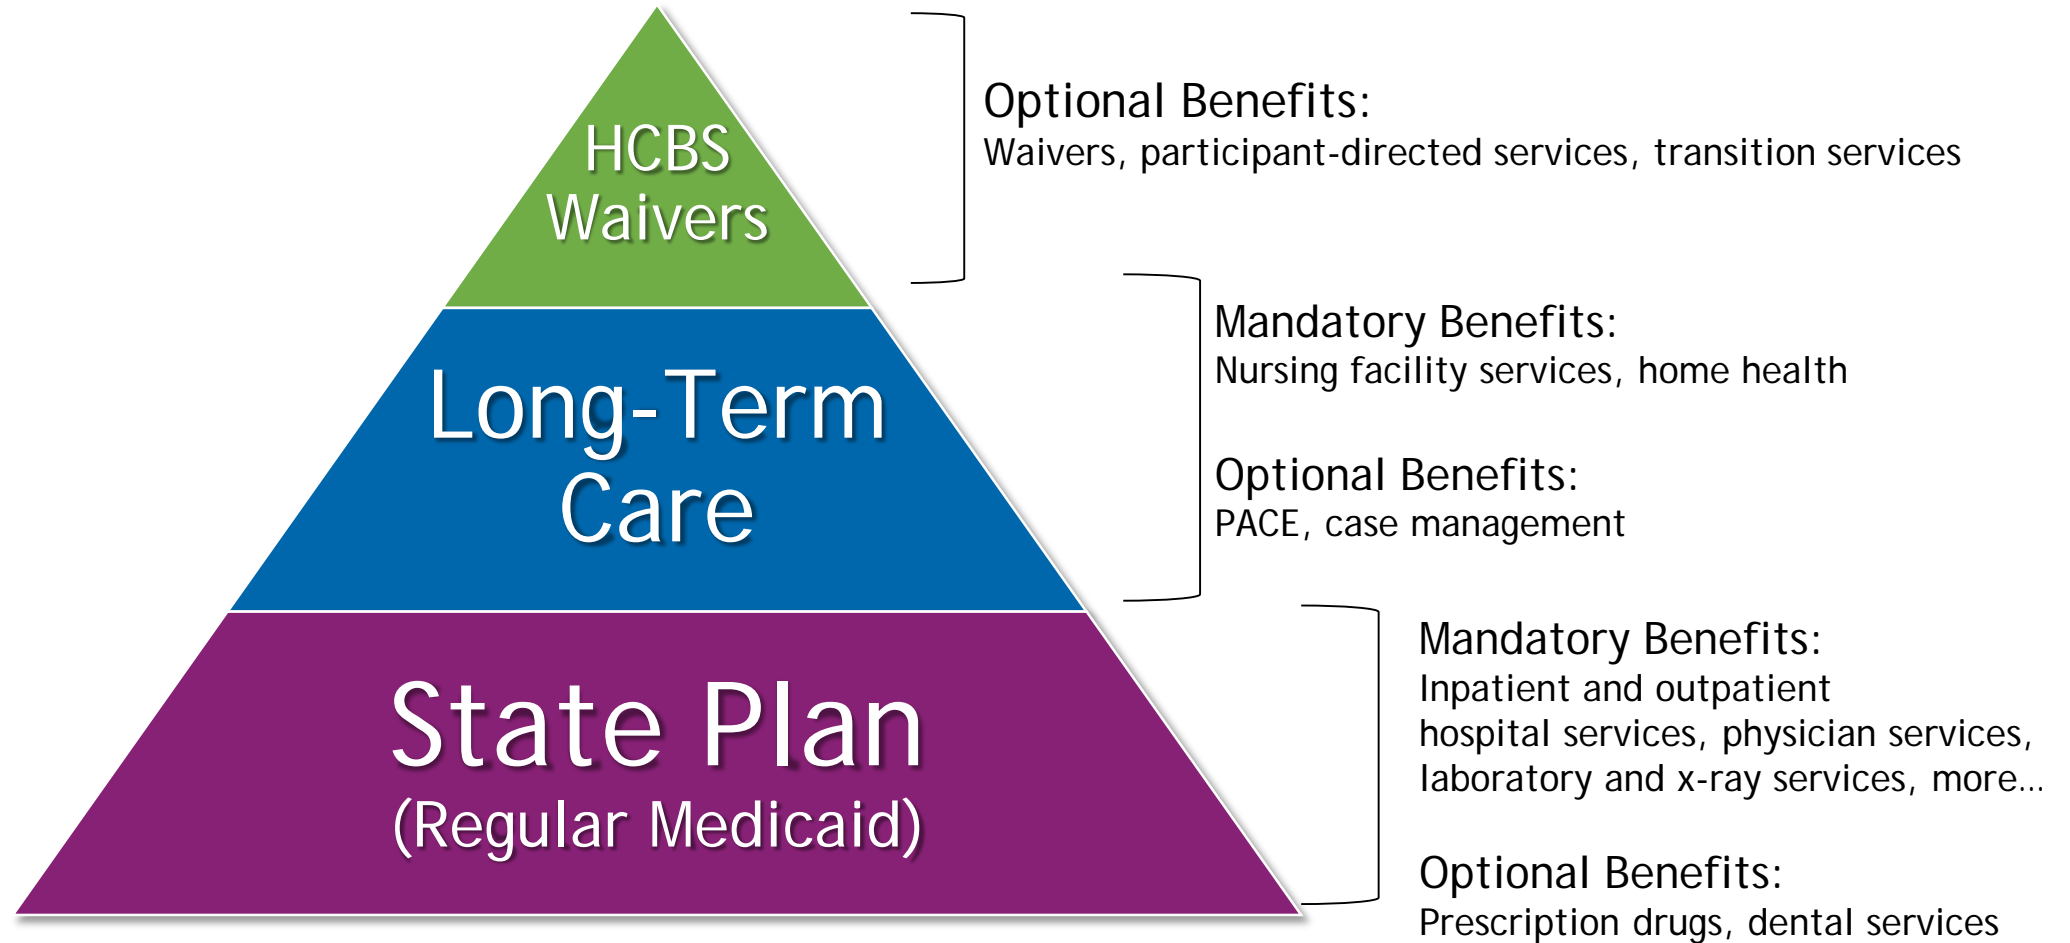 HCBS
Waivers
Optional Benefits:
Waivers, participant-directed services, transition services
Long-Term
Care
Mandatory Benefits:
Nursing facility services, home health
Optional Benefits:
PACE, case management
State Plan
(Regular Medicaid)
Mandatory Benefits:
Inpatient and outpatient
hospital services, physician services,
laboratory and x-ray services, more…
Optional Benefits:
Prescription drugs, dental services